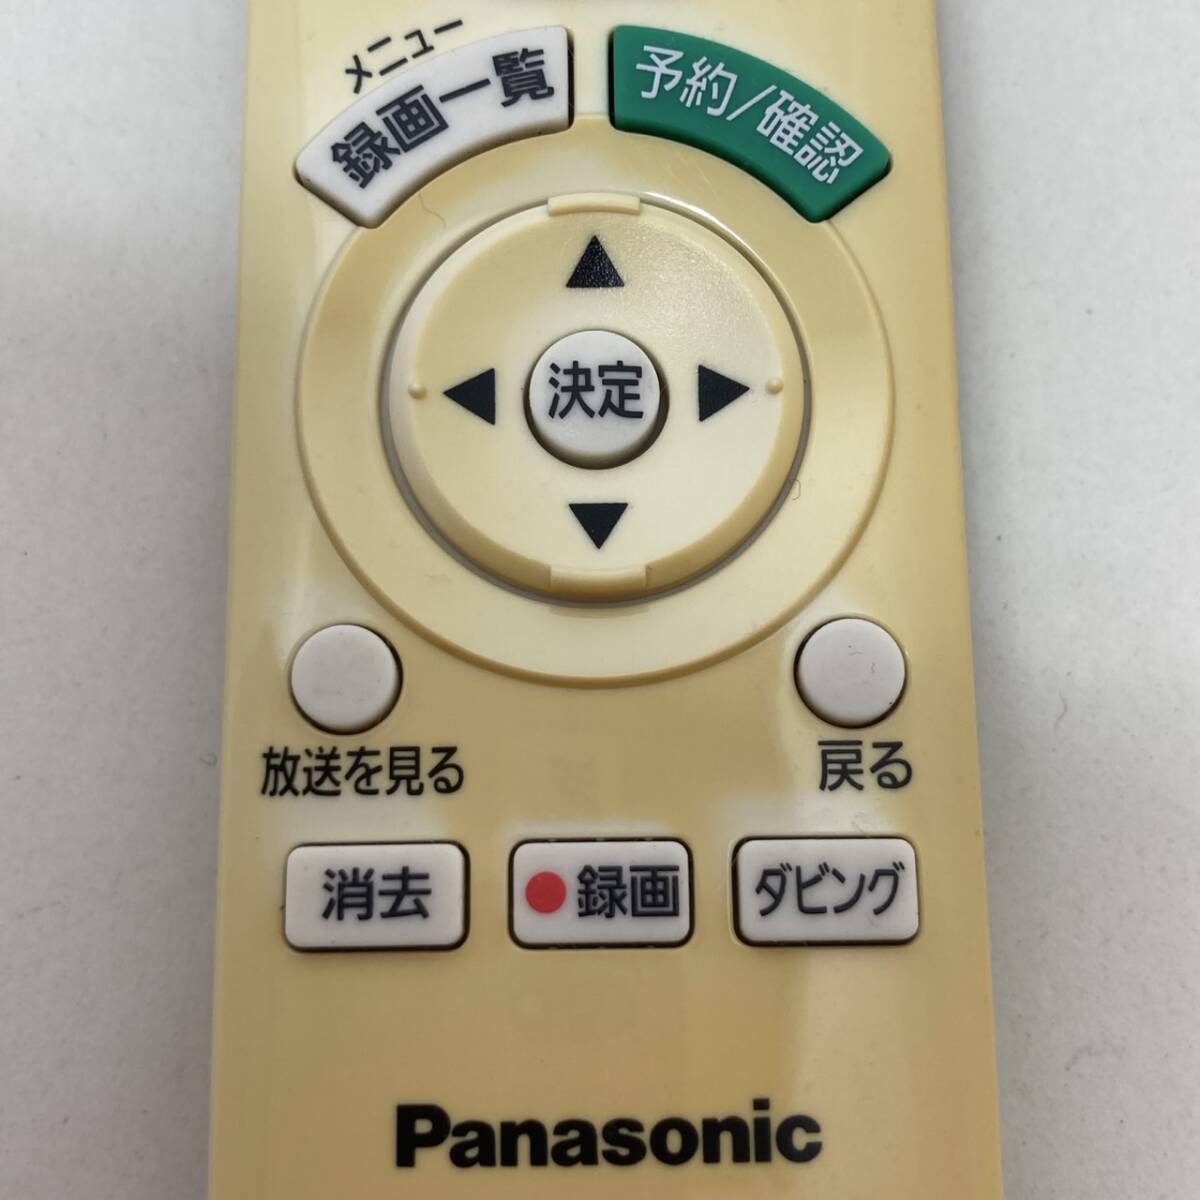 メニュー
録画一覧
予約/確認
決定
放送を見る
戻る
消去
録画
ダビング
Panasonic